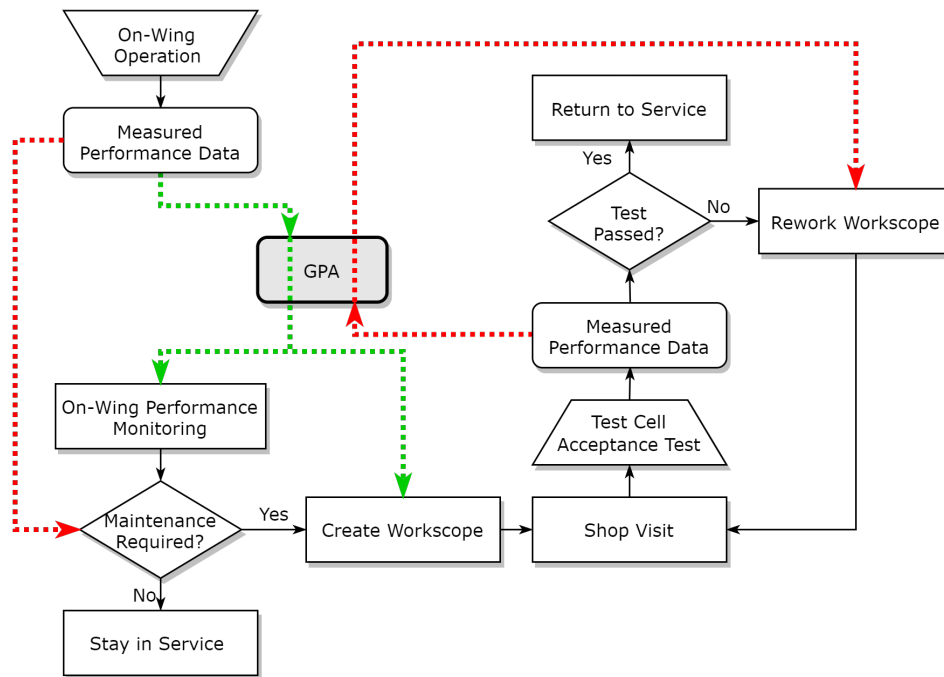 On-Wing
Operation
Measured
Performance Data
GPA
On-Wing Performance
Monitoring
Maintenance
Required?
Yes
No
Stay in Service
Create Workscope
Shop Visit
Test Cell
Acceptance Test
Measured
Performance Data
Test
Passed?
Yes
No
Return to Service
Rework Workscope